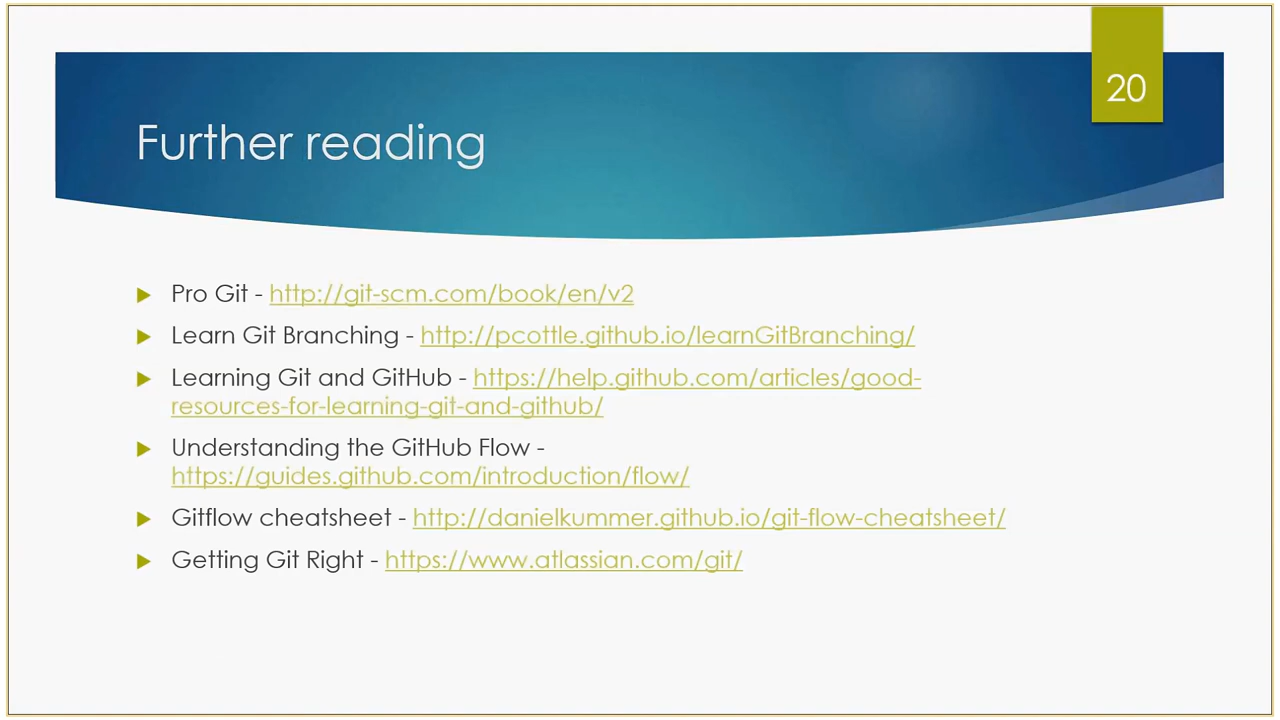 20
Further reading
Pro Git - http://git-scm.com/book/en/v2
Learn Git Branching - http://pcottle.github.io/learnGitBranching/
Learning Git and GitHub - https://help.github.com/articles/good-
resources-for-learning-git-and-github/
Understanding the GitHub Flow -
https://guides.github.com/introduction/flow/
Gitflow cheatsheet - http://danielkummer.github.io/git-flow-cheatsheet/
Getting Git Right - https://www.atlassian.com/git/